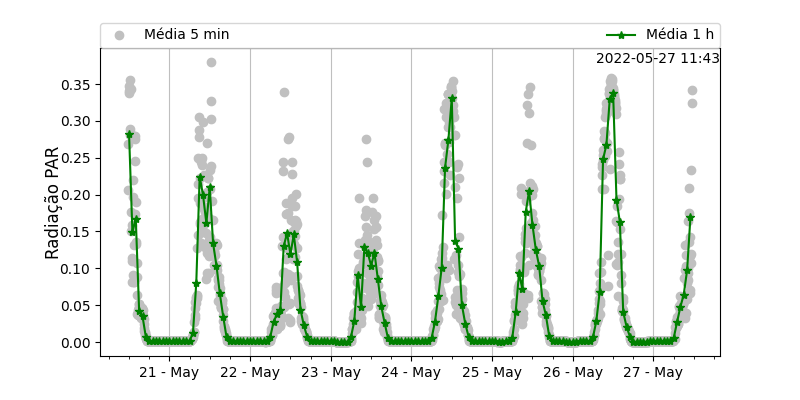 Média 5 min
Média 1 h
2022-05-27 11:43
Radiação PAR
0.35
0.30
0.25
0.20
0.15
0.10
0.05
0.00
21 - May
22 - May
23 - May
24 - May
25 - May
26 - May
27 - May